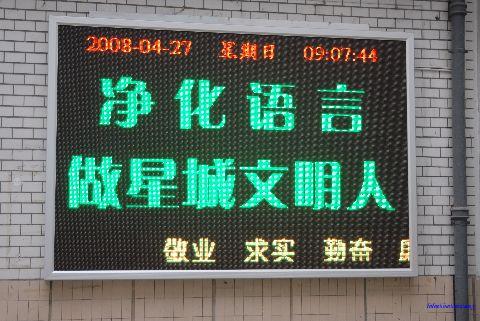 2008-04-27 星期日 09:07:44
净化语言
做星城文明人
敬业 求实 勤奋